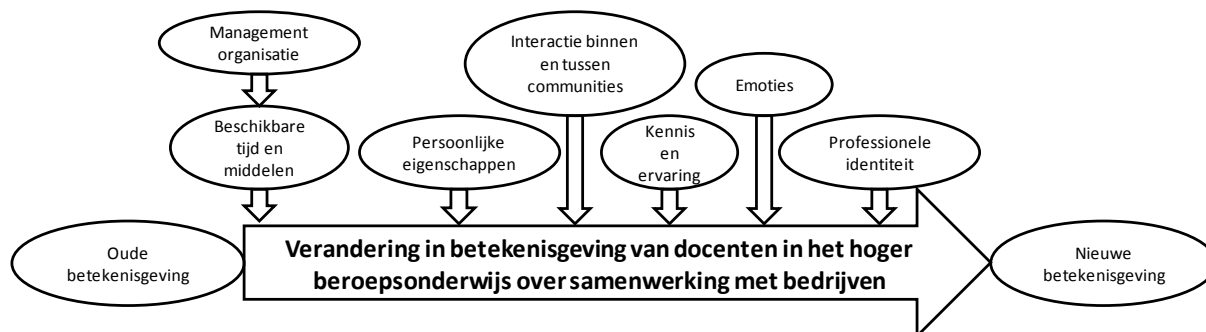 Management
organisatie
Interactie binnen
en tussen
communities
Emoties
Beschikbare
tijd en
middelen
Persoonlijke
eigenschappen
Kennis
en
ervaring
Professionele
identiteit
Oude
betekenisgeving
Verandering in betekenisgeving van docenten in het hoger
beroepsonderwijs over samenwerking met bedrijven
Nieuwe
betekenisgeving